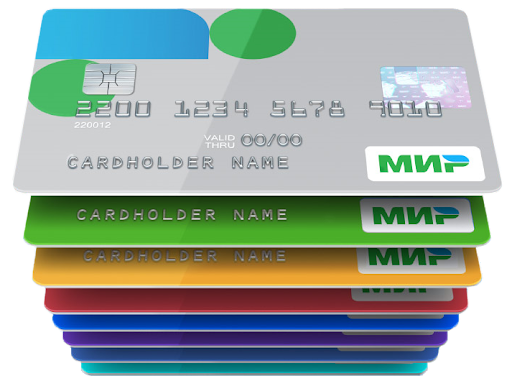 2200 1234 5678 9010
220012
VALID THRU 00/00
CARDHOLDER NAME
МИР
CARDHOLDER NAME
МИР
CARDHOLDER NAME
МИР
МИР